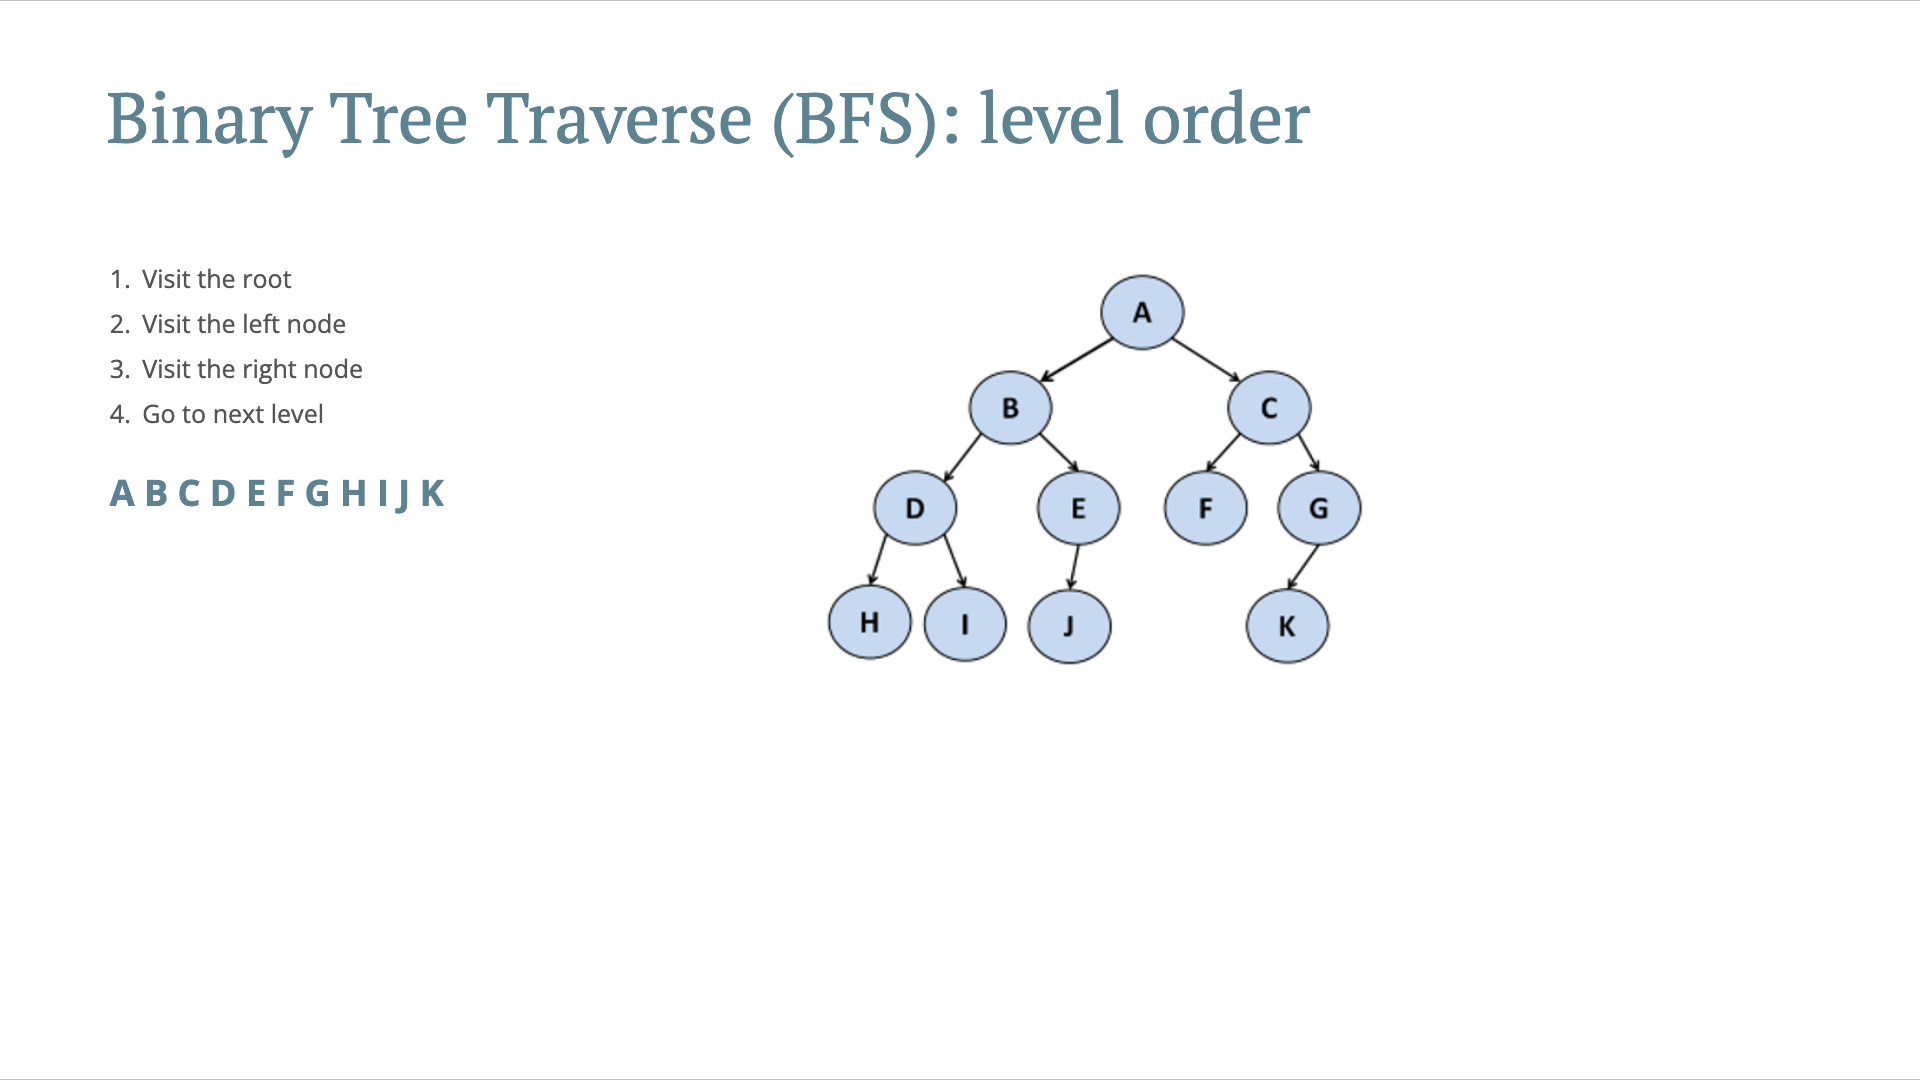 Binary Tree Traverse (BFS): level order
1. Visit the root
2. Visit the left node
3. Visit the right node
4. Go to next level
A B C D E F G H I J K
A
B C
D E F G
H I J K